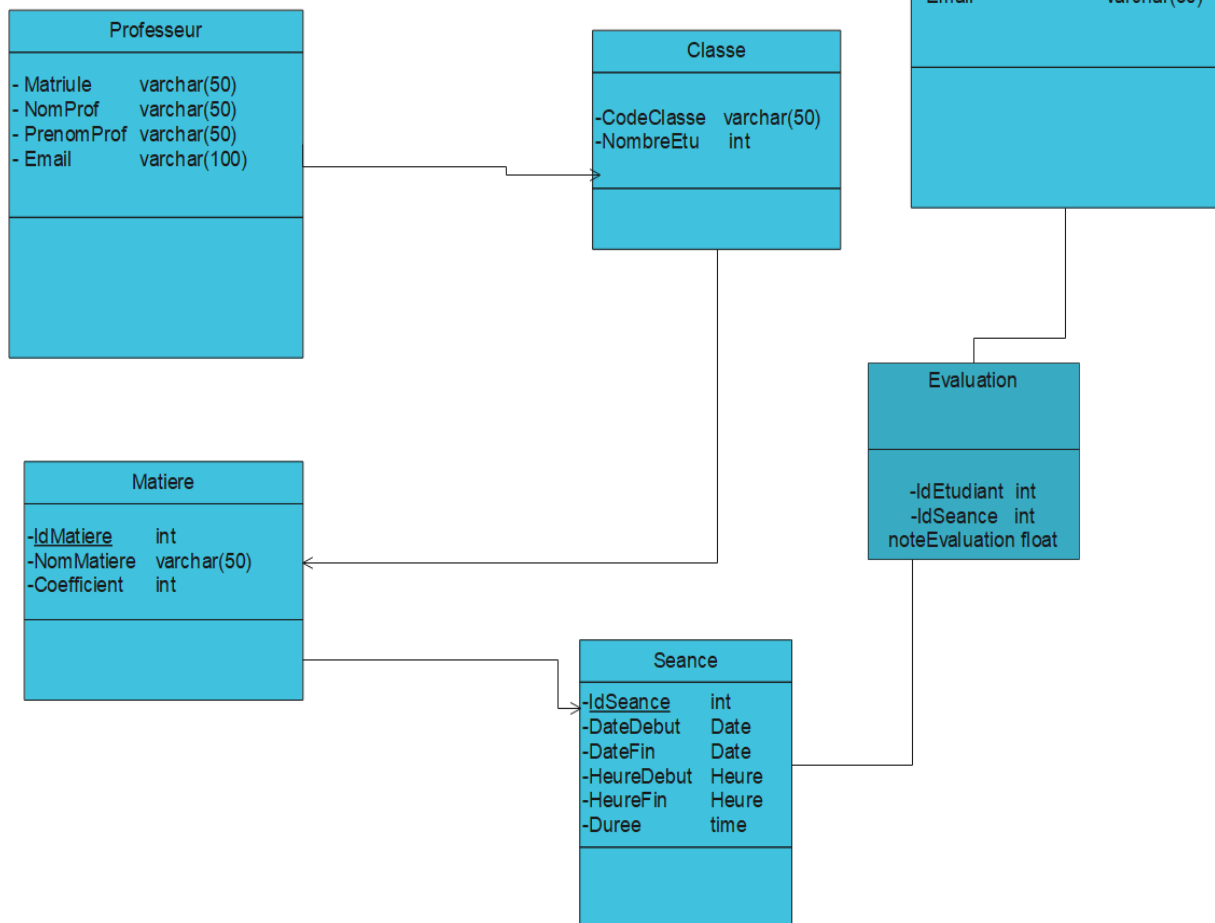 Professeur
- Matriule varchar(50)
- NomProf varchar(50)
- PrenomProf varchar(50)
- Email varchar(100)
Classe
-CodeClasse varchar(50)
-NombreEtu int
Evaluation
-IdEtudiant int
-IdSeance int
noteEvaluation float
Matiere
-IdMatiere int
-NomMatiere varchar(50)
-Coefficient int
Seance
-IdSeance int
-DateDebut Date
-DateFin Date
-HeureDebut Heure
-HeureFin Heure
-Duree time